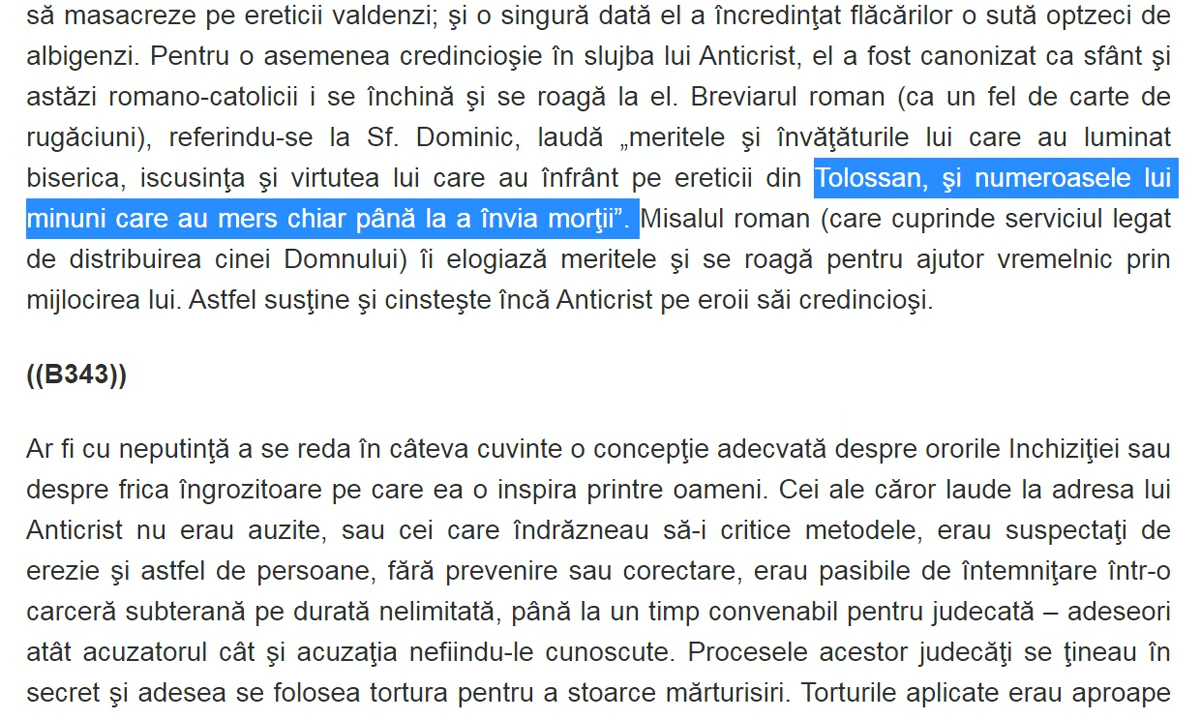 să masacreze pe ereticii valdenzi; şi o singură dată el a încredinţat flăcărilor o sută optzeci de
albigenzi. Pentru o asemenea credincioşie în slujba lui Anticrist, el a fost canonizat ca sfânt şi
astăzi romano-catolicii i se închină şi se roagă la el. Breviarul roman (ca un fel de carte de
rugăciuni), referindu-se la Sf. Dominic, laudă „meritele şi învăţăturile lui care au luminat
biserica, iscusinţa şi virtutea lui care au înfrânt pe ereticii din Tolossan, şi numeroasele lui
minuni care au mers chiar până la a învia morţii”. Misalul roman (care cuprinde serviciul legat
de distribuirea cinei Domnului) îi elogiază meritele şi se roagă pentru ajutor vremelnic prin
mijlocirea lui. Astfel susţine şi cinsteşte încă Anticrist pe eroii săi credincioşi.
((B343))
Ar fi cu neputinţă a se reda în câteva cuvinte o concepţie adecvată despre ororile Inchiziţiei sau
despre frica îngrozitoare pe care ea o inspira printre oameni. Cei ale căror laude la adresa lui
Anticrist nu erau auzite, sau cei care îndrăzneau să-i critice metodele, erau suspectaţi de
erezie şi astfel de persoane, fără prevenire sau corectare, erau pasibile de întemniţare într-o
carceră subterană pe durată nelimitată, până la un timp convenabil pentru judecată – adeseori
atât acuzatorul cât şi acuzaţia nefiindu-le cunoscute. Procesele acestor judecăţi se ţineau în
secret şi adesea se folosea tortura pentru a stoarce mărturisiri. Torturile aplicate erau aproape